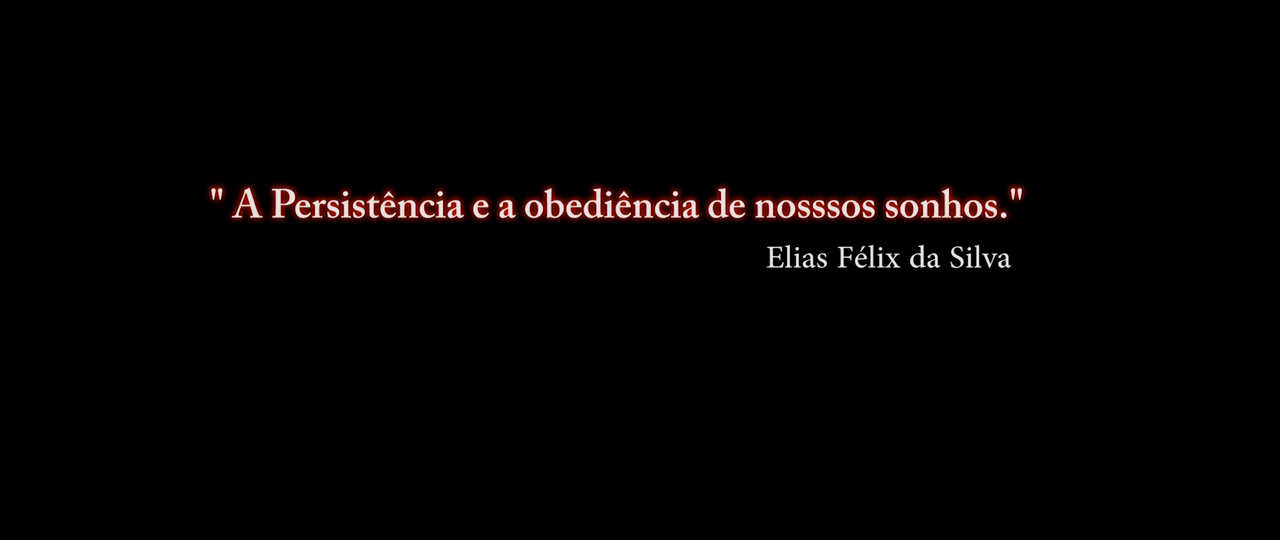 " A Persistência e a obediência de nosssos sonhos."
Elias Félix da Silva